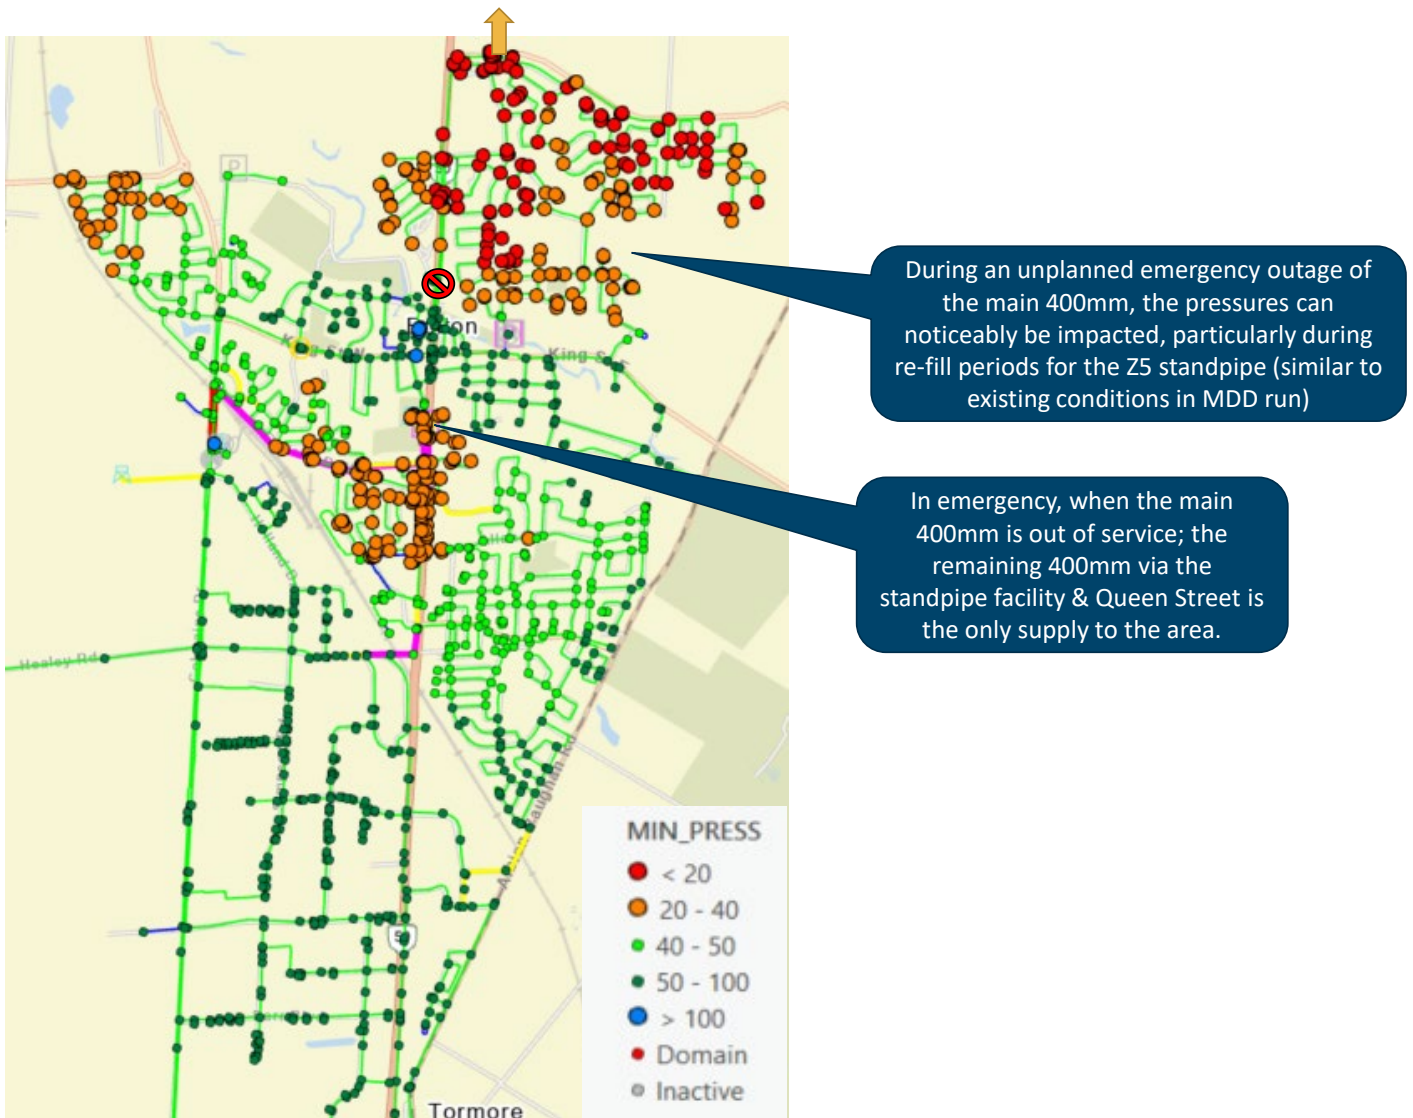 P
King St W
King S
During an unplanned emergency outage of
the main 400mm, the pressures can
noticeably be impacted, particularly during
re-fill periods for the Z5 standpipe (similar to
existing conditions in MDD run)
In emergency, when the main
400mm is out of service; the
remaining 400mm via the
standpipe facility & Queen Street is
the only supply to the area.
Healey Rd
MIN_PRESS
< 20
20 - 40
40 - 50
50 - 100
> 100
Domain
Inactive
Tormore